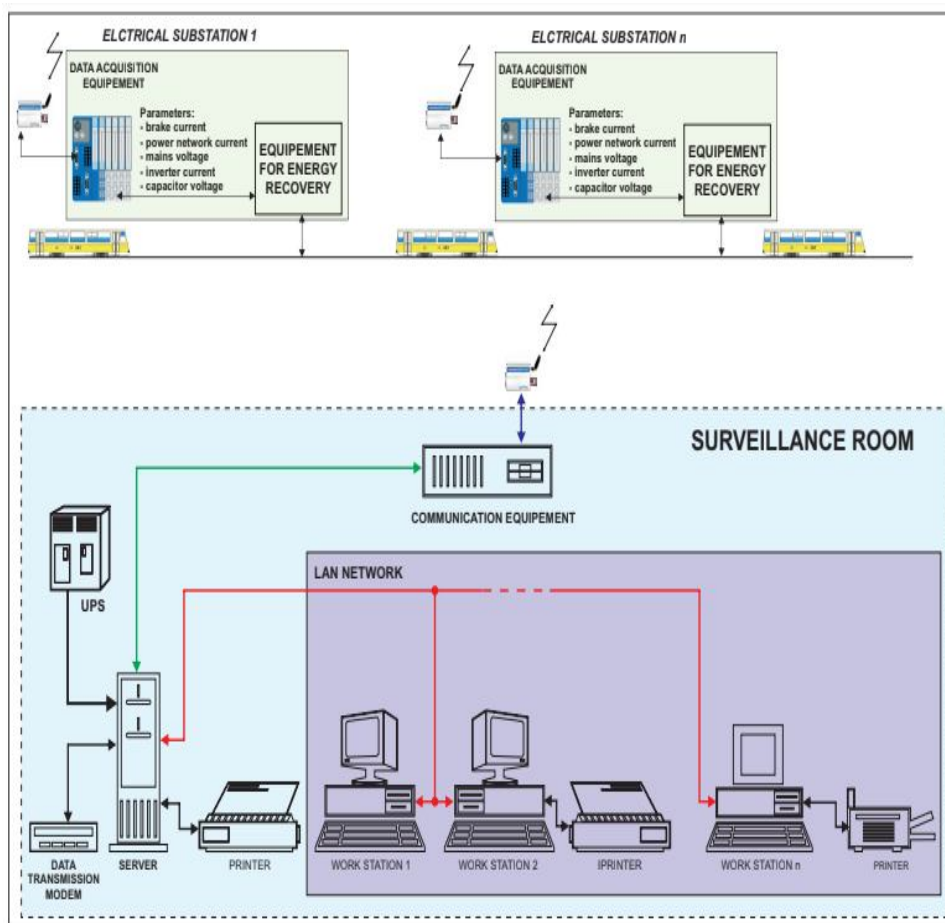 ELCTRICAL SUBSTATION 1
DATA ACQUISITION
EQUIPEMENT
Parameters:
▪ brake current
▪ power network current
▪ mains voltage
▪ inverter current
▪ capacitor voltage
EQUIPEMENT
FOR ENERGY
RECOVERY
ELCTRICAL SUBSTATION n
DATA ACQUISITION
EQUIPEMENT
Parameters:
▪ brake current
▪ power network current
▪ mains voltage
▪ inverter current
▪ capacitor voltage
EQUIPEMENT
FOR ENERGY
RECOVERY
SURVEILLANCE ROOM
COMMUNICATION EQUIPEMENT
UPS
LAN NETWORK
DATA
TRANSMISSION
MODEM
SERVER
PRINTER
WORK STATION 1
WORK STATION 2
IPRINTER
WORK STATION n
PRINTER